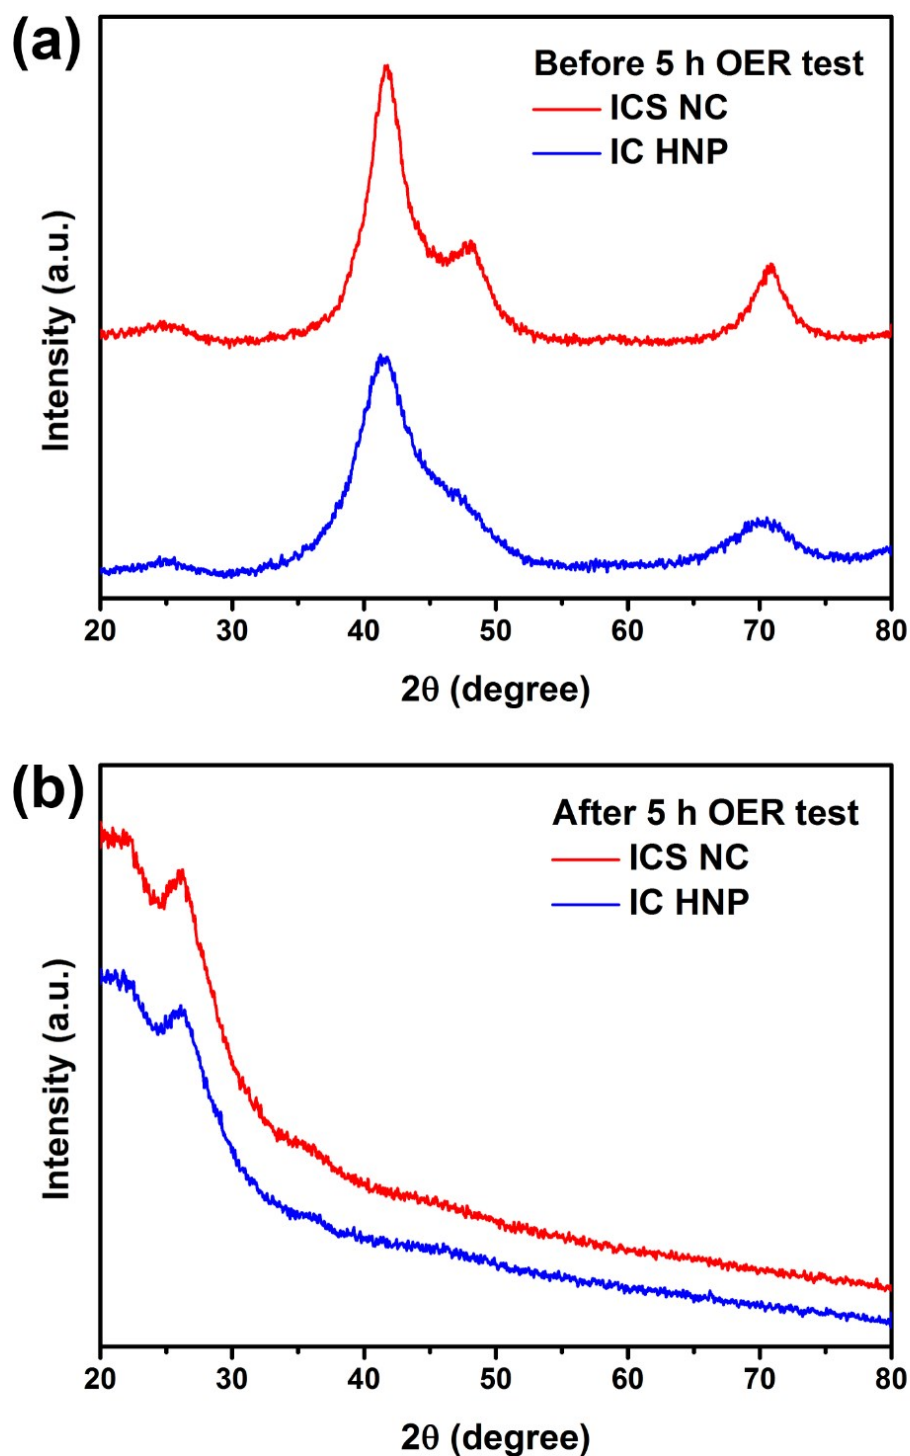 (a)
Before 5 h OER test
ICS NC
IC HNP
Intensity (a.u.)
20 30 40 50 60 70 80
2θ (degree)
(b)
After 5 h OER test
ICS NC
IC HNP
Intensity (a.u.)
20 30 40 50 60 70 80
2θ (degree)